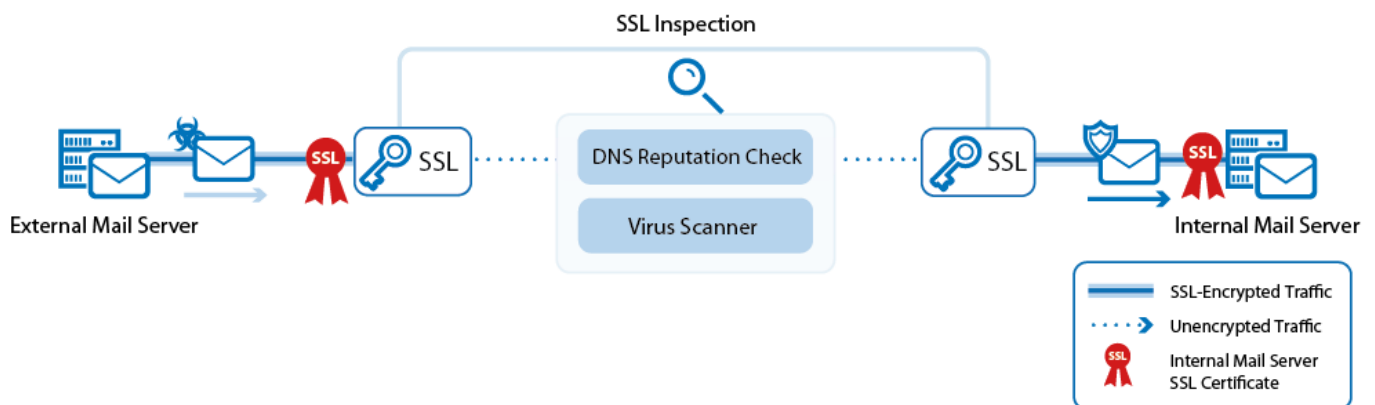 SSL Inspection
SSL
SSL
DNS Reputation Check
Virus Scanner
SSL
SSL
External Mail Server
Internal Mail Server
SSL-Encrypted Traffic
Unencrypted Traffic
SSL
Internal Mail Server
SSL Certificate